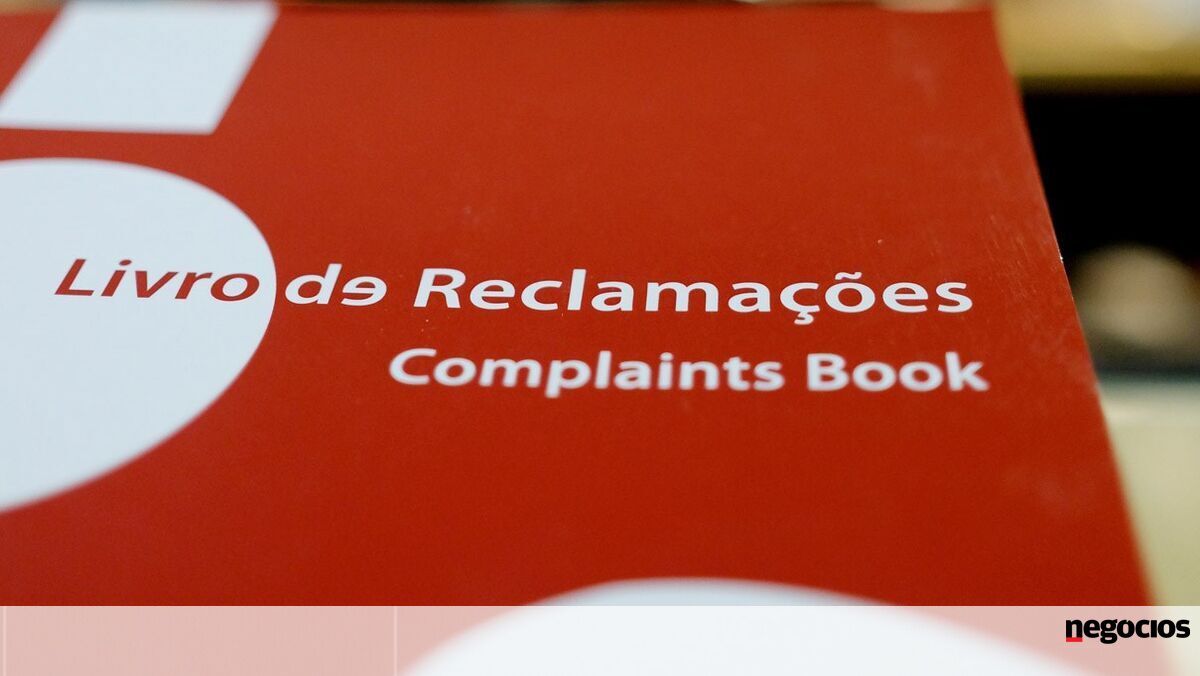 Livro de Reclamações
Complaints Book
negocios